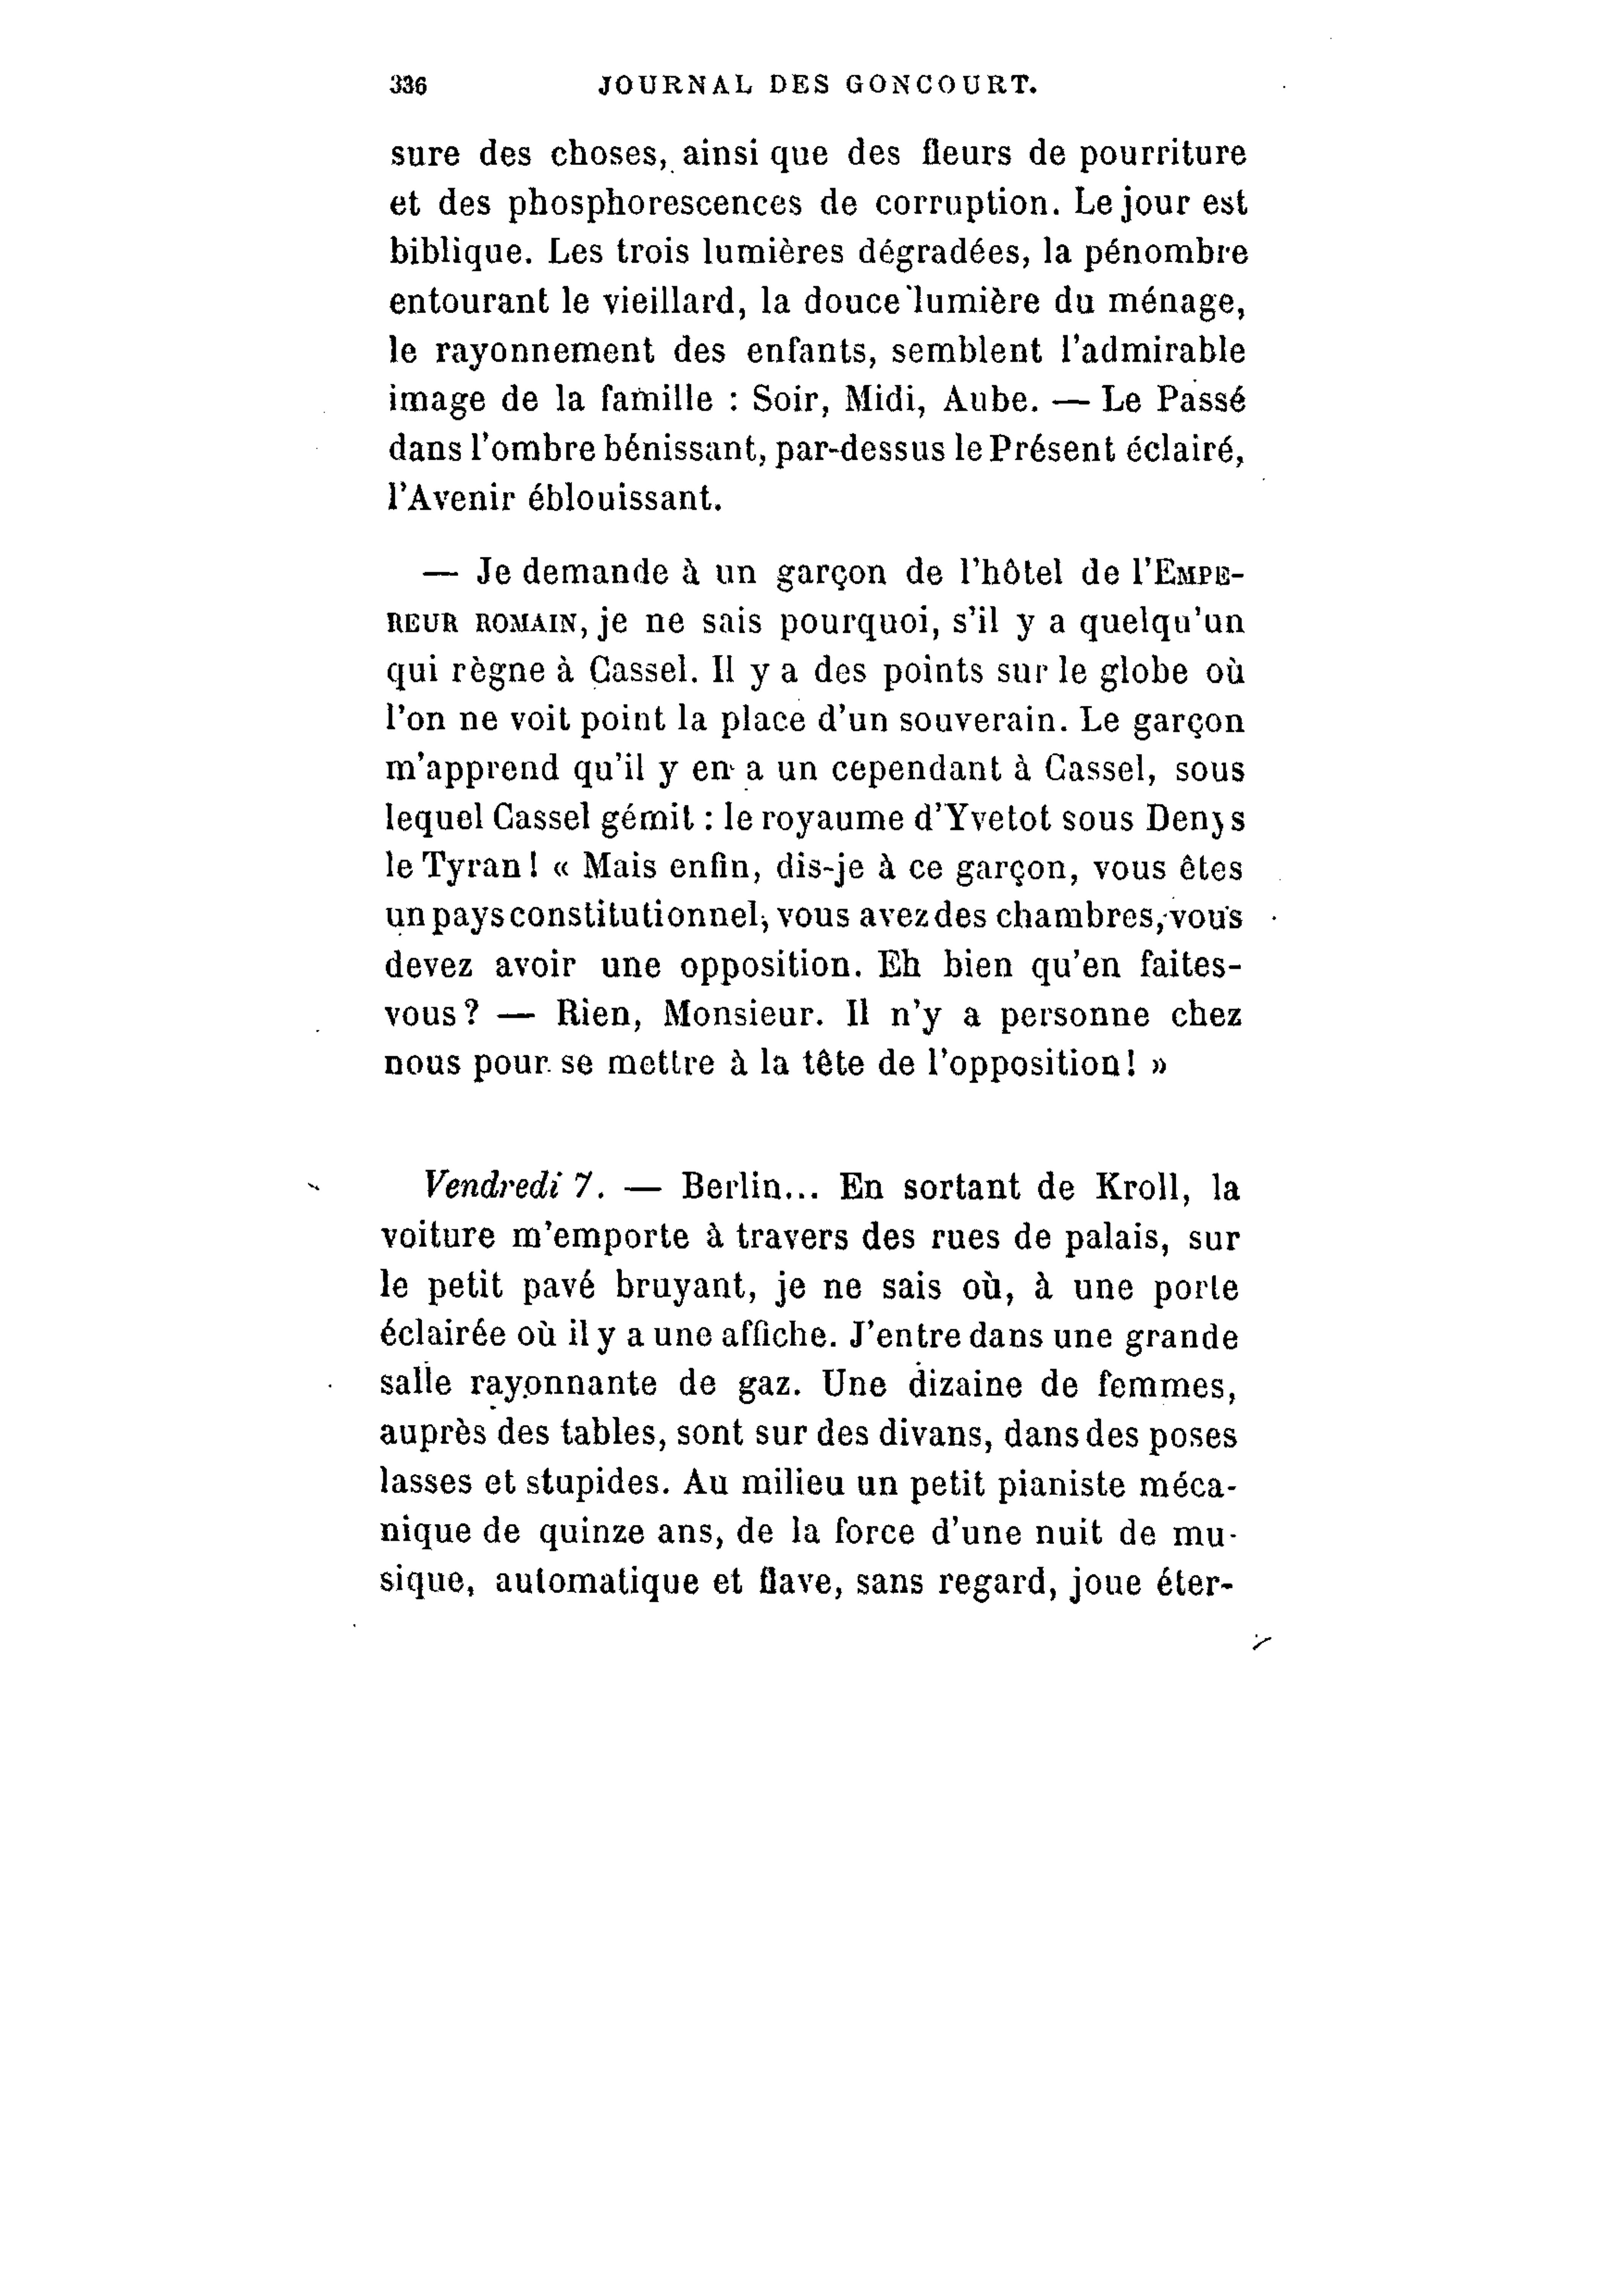 336 JOURNAL DES GONCOURT.
sure des choses, ainsi que des fleurs de pourriture
et des phosphorescences de corruption. Le jour est
biblique. Les trois lumières dégradées, la pénombre
entourant le vieillard, la douce lumière du ménage,
le rayonnement des enfants, semblent l'admirable
image de la famille : Soir, Midi, Aube. — Le Passé
dans l'ombre bénissant, par-dessus le Présent éclairé,
l'Avenir éblouissant.
— Je demande à un garçon de l'hôtel de l'EMPE-
REUR ROMAIN, je ne sais pourquoi, s'il y a quelqu'un
qui règne à Cassel. Il y a des points sur le globe où
l'on ne voit point la place d'un souverain. Le garçon
m'apprend qu'il y en a un cependant à Cassel, sous
lequel Cassel gémit : le royaume d'Yvetot sous Denys
le Tyran! « Mais enfin, dis-je à ce garçon, vous êtes
un pays constitutionnel, vous avez des chambres, vous
devez avoir une opposition. Eh bien qu'en faites-
vous? — Rien, Monsieur. Il n'y a personne chez
nous pour se mettre à la tête de l'opposition! »
Vendredi 7. — Berlin... En sortant de Kroll, la
voiture m'emporte à travers des rues de palais, sur
le petit pavé bruyant, je ne sais où, à une porte
éclairée où il y a une affiche. J'entre dans une grande
salle rayonnante de gaz. Une dizaine de femmes,
auprès des tables, sont sur des divans, dans des poses
lasses et stupides. Au milieu un petit pianiste méca-
nique de quinze ans, de la force d'une nuit de mu-
sique, automatique et flave, sans regard, joue éter-